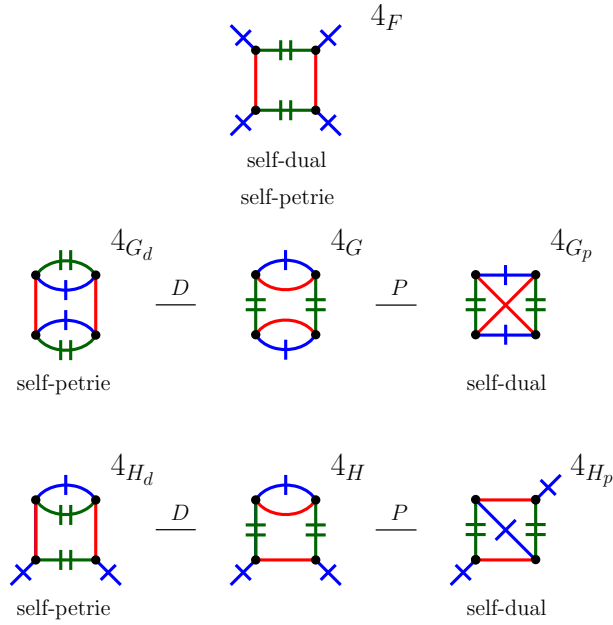 4_F
self-dual
self-petrie
4_{G_d} D 4_G P 4_{G_p}
self-petrie self-dual
4_{H_d} D 4_H P 4_{H_p}
self-petrie self-dual